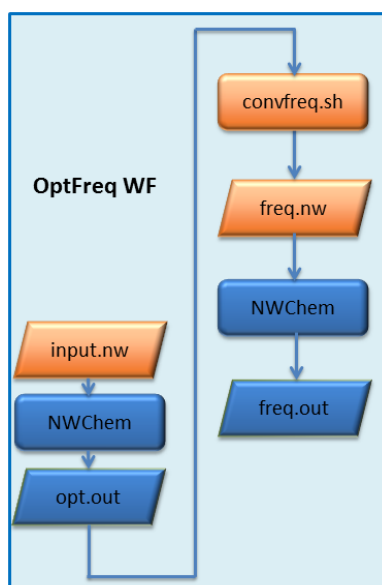 OptFreq WF
input.nw
NWChem
opt.out
convfreq.sh
freq.nw
NWChem
freq.out